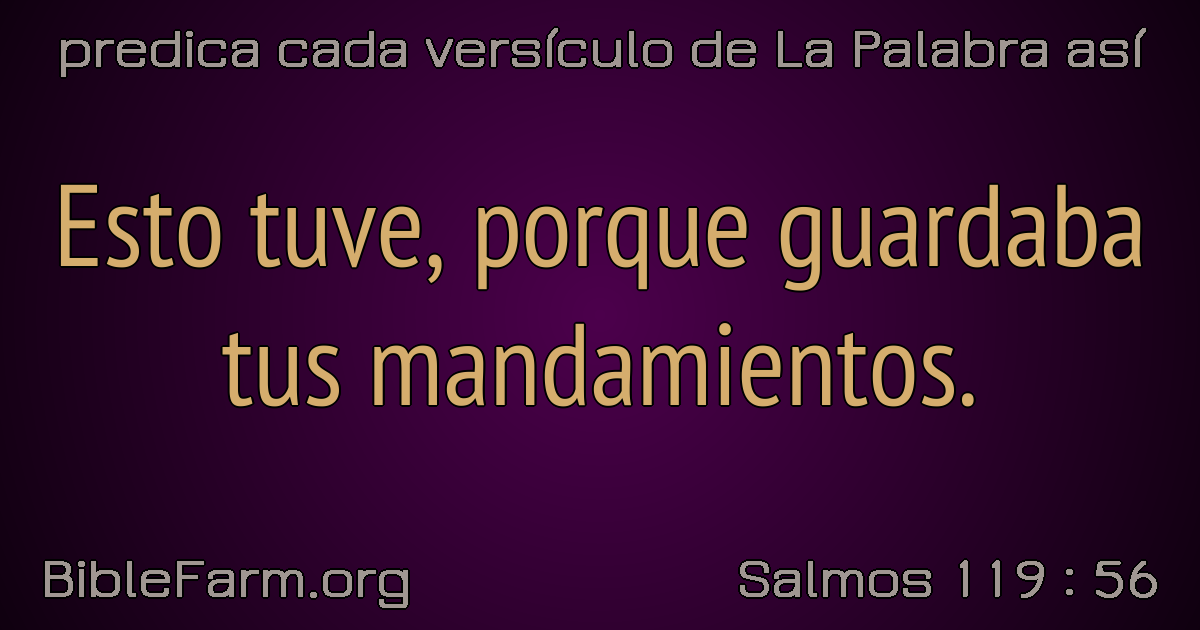 predica cada versículo de La Palabra así
Esto tuve, porque guardaba
tus mandamientos.
BibleFarm.org
Salmos 119 : 56